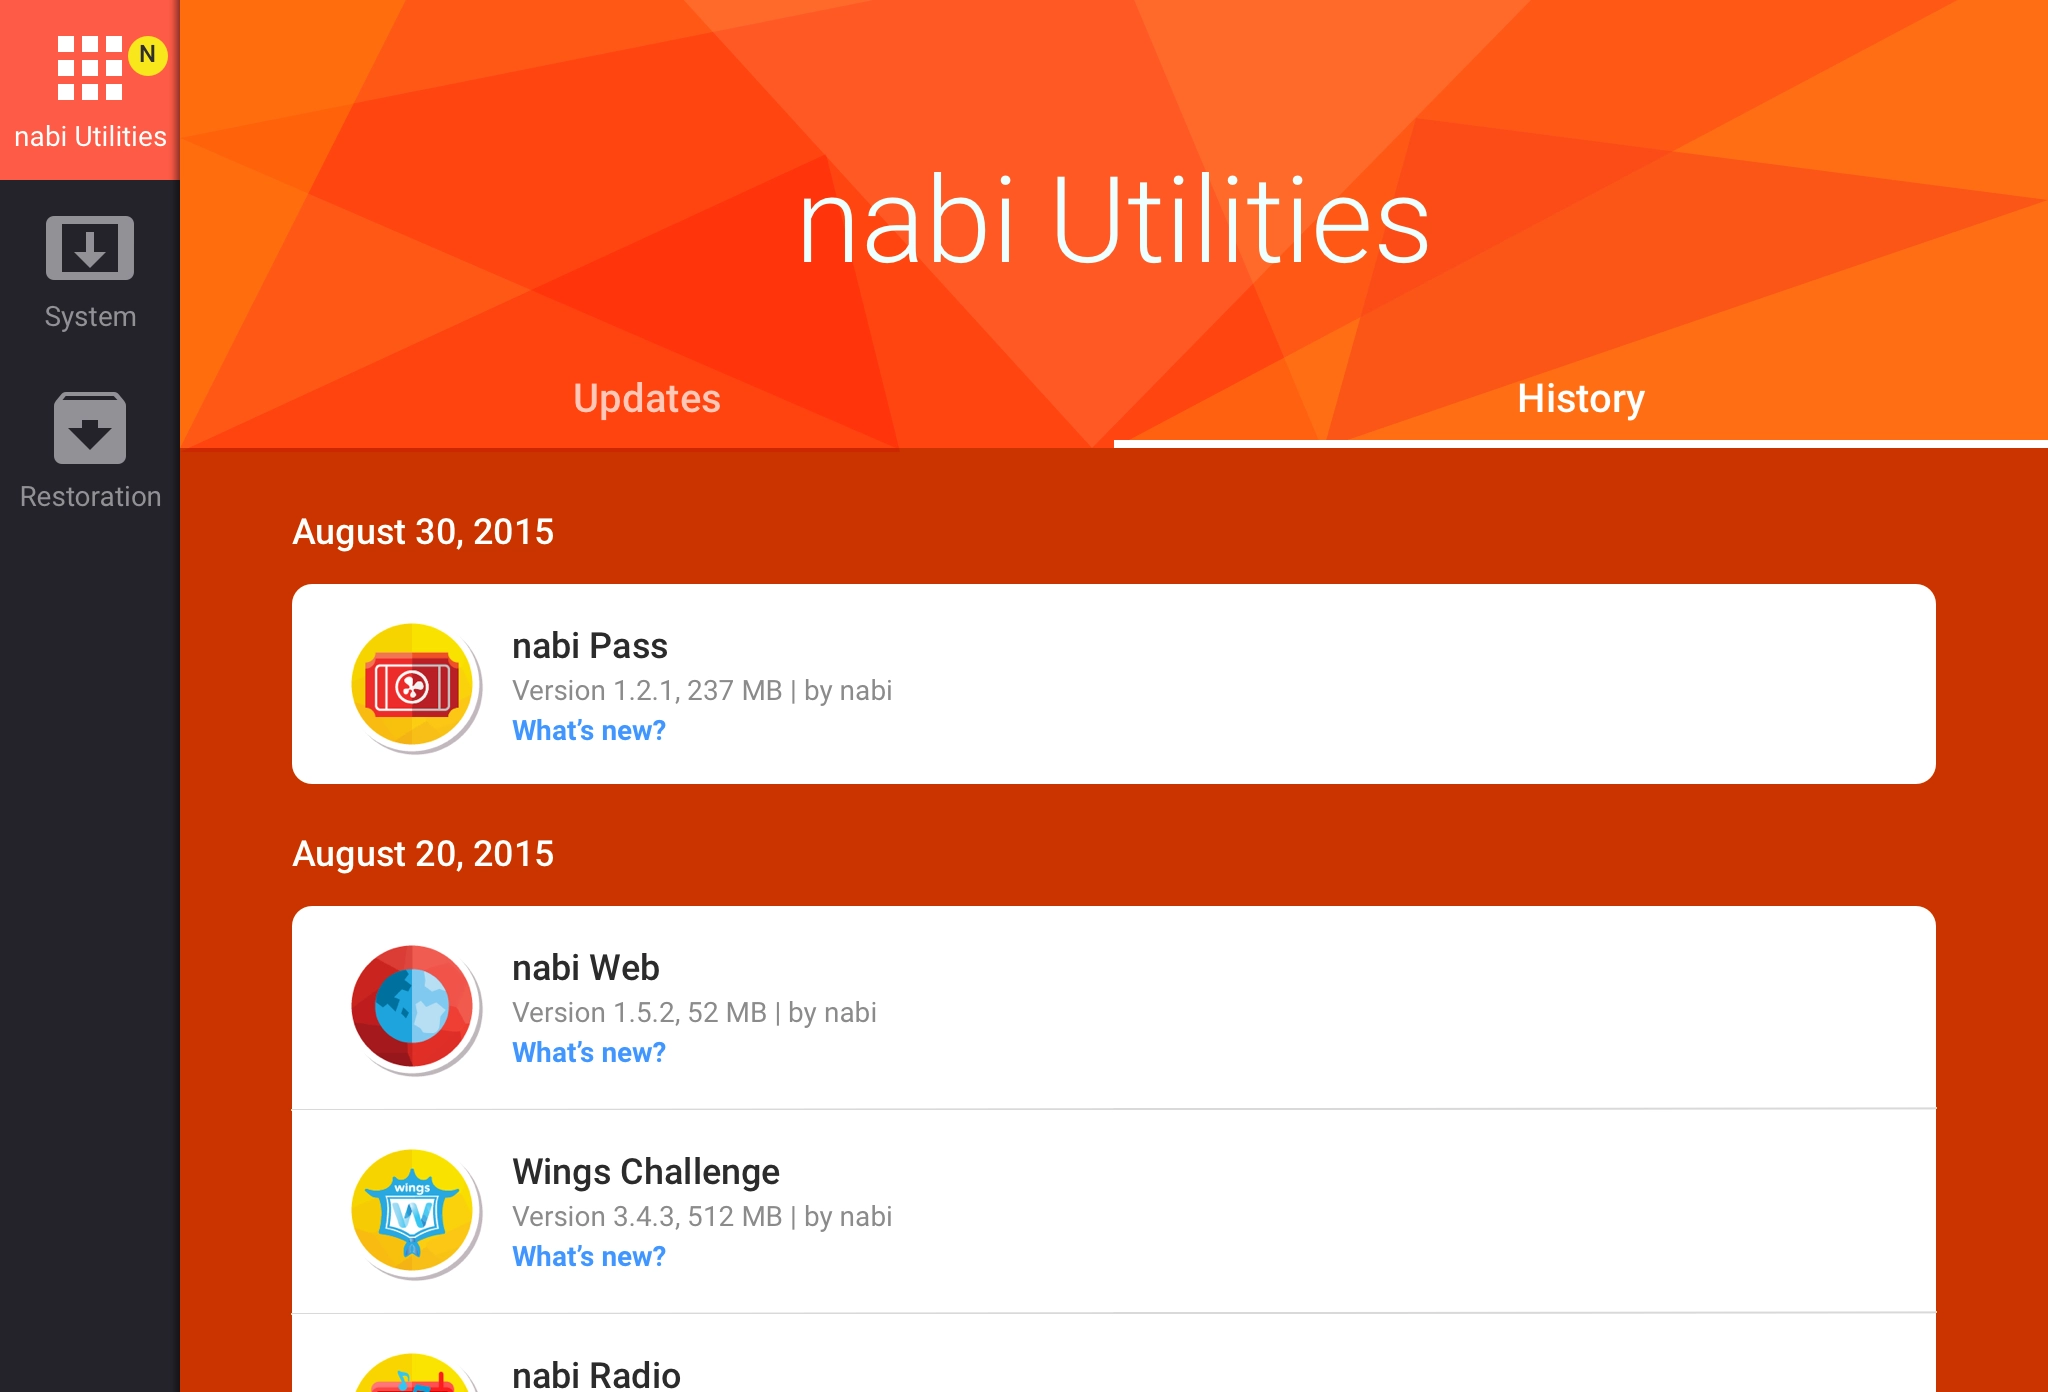 N
nabi Utilities
System
Restoration
nabi Utilities
Updates
History
August 30, 2015
nabi Pass
Version 1.2.1, 237 MB | by nabi
What’s new?
August 20, 2015
nabi Web
Version 1.5.2, 52 MB | by nabi
What’s new?
wings
W
Wings Challenge
Version 3.4.3, 512 MB | by nabi
What’s new?
nabi Radio